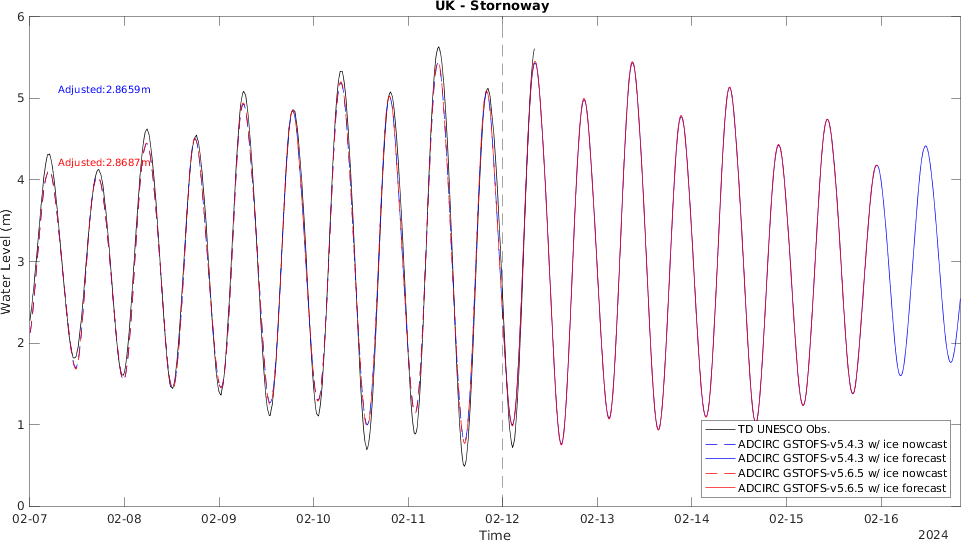 UK - Stornoway
6
5
4
3
2
1
0
Water Level (m)
Adjusted:2.8659m
Adjusted:2.8687m
TD UNESCO Obs.
ADCIRC GSTOFS-v5.4.3 w/ ice nowcast
ADCIRC GSTOFS-v5.4.3 w/ ice forecast
ADCIRC GSTOFS-v5.6.5 w/ ice nowcast
ADCIRC GSTOFS-v5.6.5 w/ ice forecast
02-07 02-08 02-09 02-10 02-11 02-12 02-13 02-14 02-15 02-16
Time
2024